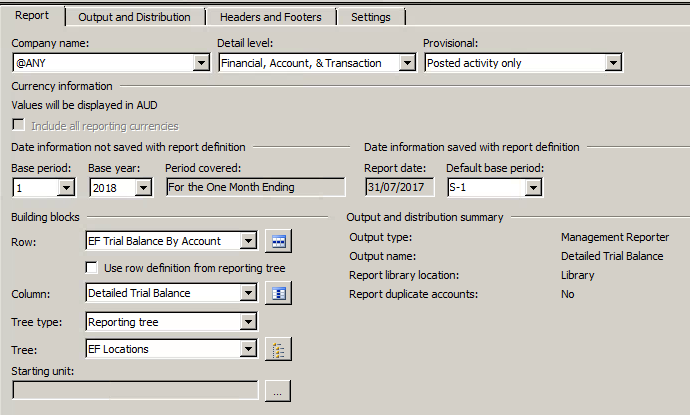 Report Output and Distribution Headers and Footers Settings
Company name: Detail level: Provisional:
@ANY Financial, Account, & Transaction Posted activity only
Currency information
Values will be displayed in AUD
Include all reporting currencies
Date information not saved with report definition Date information saved with report definition
Base period: Base year: Period covered: Report date: Default base period:
1 2018 For the One Month Ending 31/07/2017 S-1
Building blocks Output and distribution summary
Row: EF Trial Balance By Account Output type: Management Reporter
Output name: Detailed Trial Balance
Use row definition from reporting tree
Report library location: Library
Column: Detailed Trial Balance Report duplicate accounts: No
Tree type: Reporting tree
Tree: EF Locations
Starting unit:
...